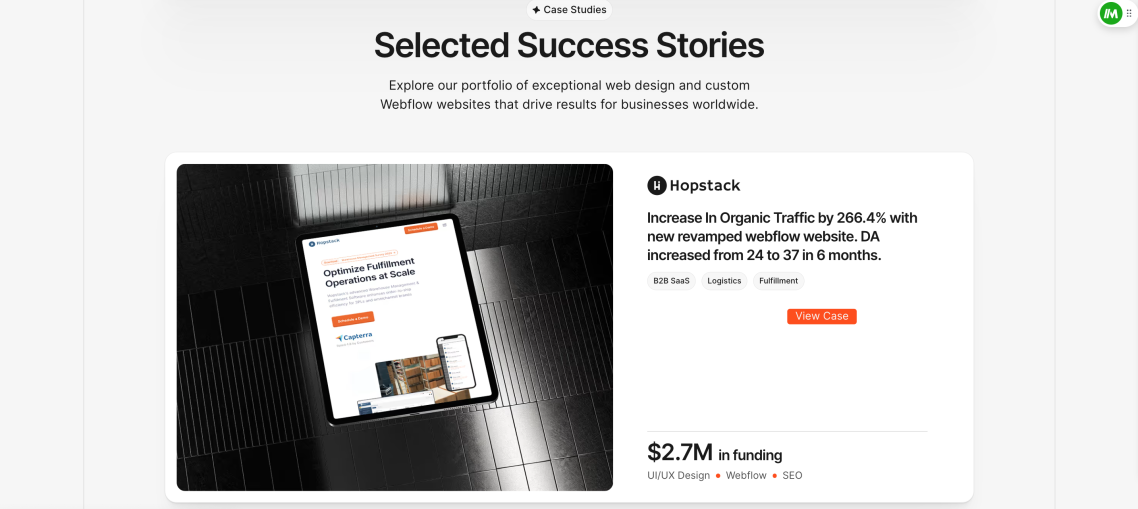 Case Studies
Selected Success Stories
Explore our portfolio of exceptional web design and custom
Webflow websites that drive results for businesses worldwide.
Hopstack
Optimize Fulfillment
Operations at Scale
Schedule a Demo
Capterra
Hopstack
Increase In Organic Traffic by 266.4% with
new revamped webflow website. DA
increased from 24 to 37 in 6 months.
B2B SaaS
Logistics
Fulfillment
View Case
$2.7M in funding
UI/UX Design • Webflow • SEO